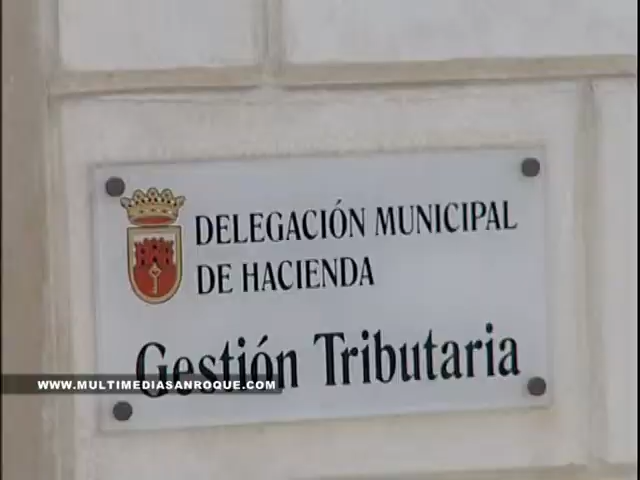 DELEGACIÓN MUNICIPAL
DE HACIENDA
Gestión Tributaria
WWW.MULTIMEDIASANROQUE.COM